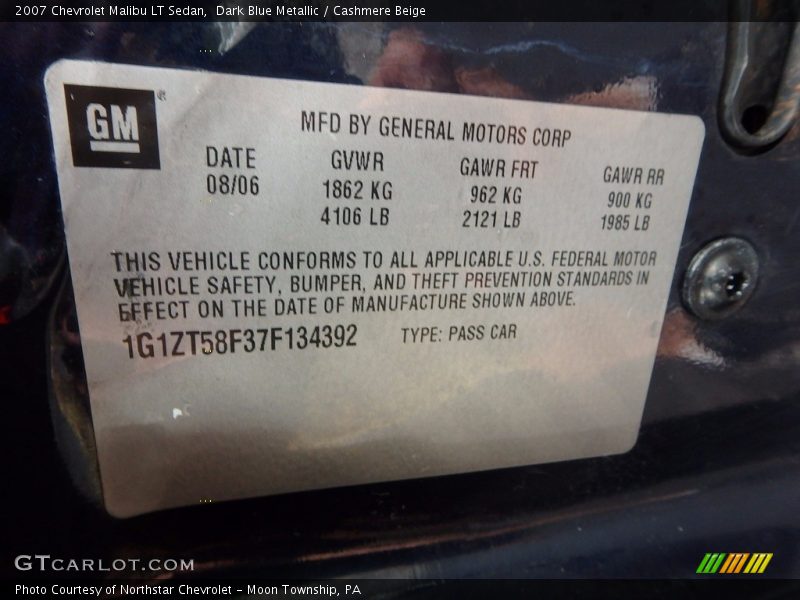 2007 Chevrolet Malibu LT Sedan, Dark Blue Metallic / Cashmere Beige
GM ®
MFD BY GENERAL MOTORS CORP
DATE GVWR GAWR FRT GAWR RR
08/06 1862 KG 962 KG 900 KG
4106 LB 2121 LB 1985 LB
THIS VEHICLE CONFORMS TO ALL APPLICABLE U.S. FEDERAL MOTOR
VEHICLE SAFETY, BUMPER, AND THEFT PREVENTION STANDARDS IN
EFFECT ON THE DATE OF MANUFACTURE SHOWN ABOVE.
1G1ZT58F37F134392 TYPE: PASS CAR
GTCARLOT.COM
Photo Courtesy of Northstar Chevrolet - Moon Township, PA